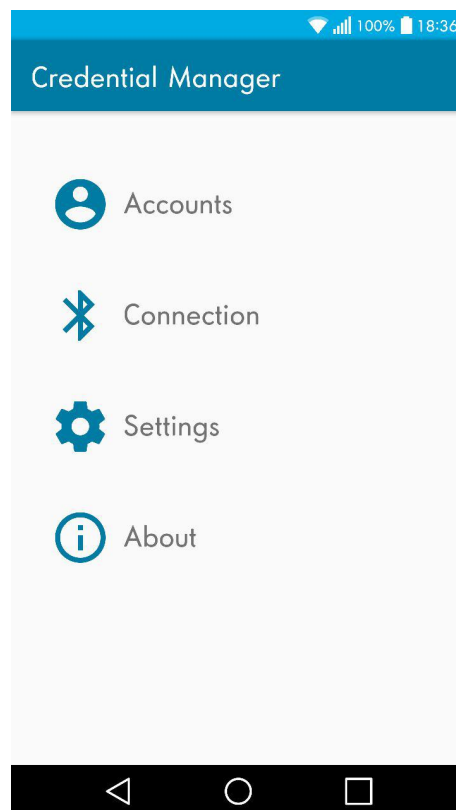 100% 18:36
Credential Manager
Accounts
Connection
Settings
About